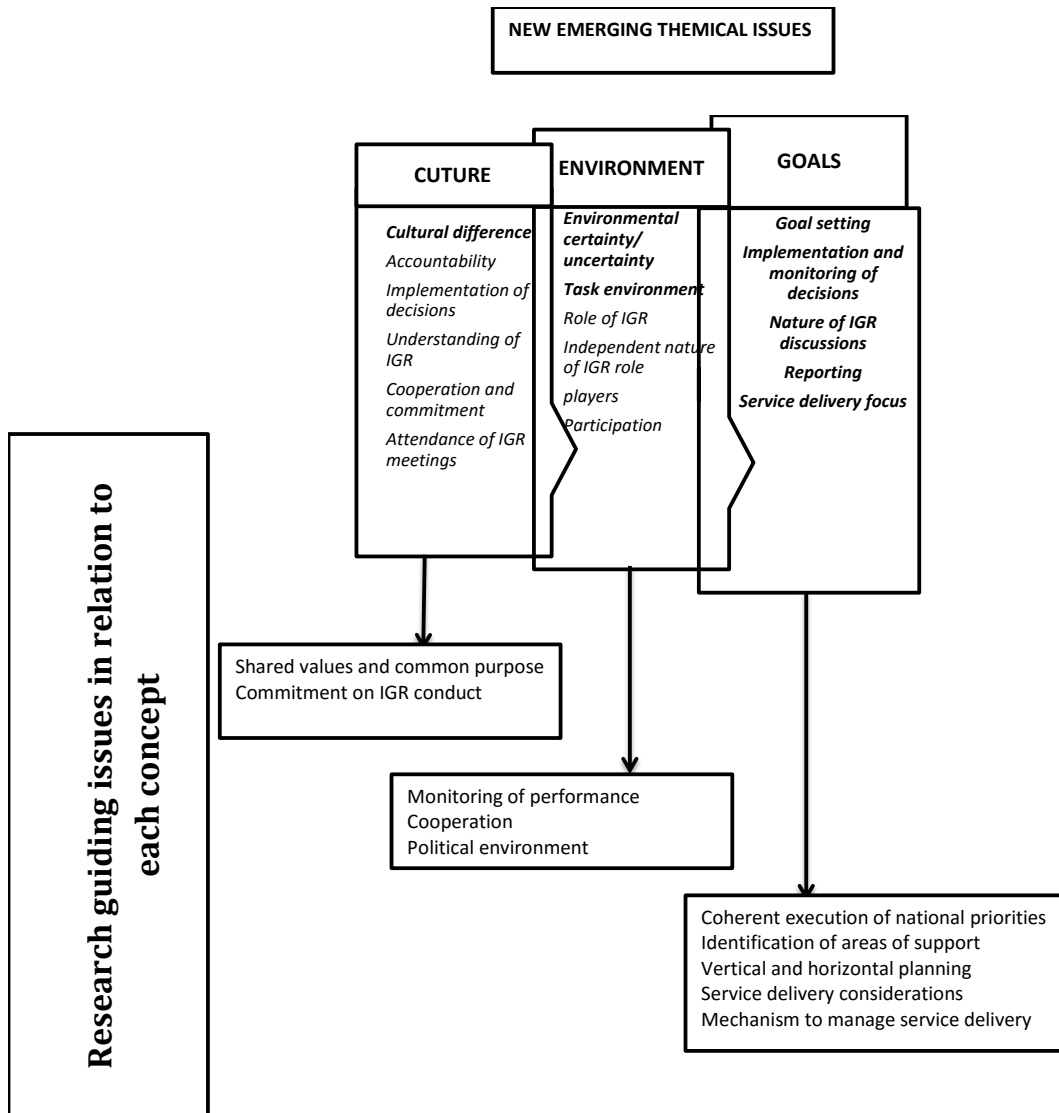 NEW EMERGING THEMICAL ISSUES
CUTURE
Cultural difference
Accountability
Implementation of
decisions
Understanding of
IGR
Cooperation and
commitment
Attendance of IGR
meetings
ENVIRONMENT
Environmental
certainty/
uncertainty
Task environment
Role of IGR
Independent nature
of IGR role
players
Participation
GOALS
Goal setting
Implementation and
monitoring of
decisions
Nature of IGR
discussions
Reporting
Service delivery focus
Research guiding issues in relation to
each concept
Shared values and common purpose
Commitment on IGR conduct
Monitoring of performance
Cooperation
Political environment
Coherent execution of national priorities
Identification of areas of support
Vertical and horizontal planning
Service delivery considerations
Mechanism to manage service delivery